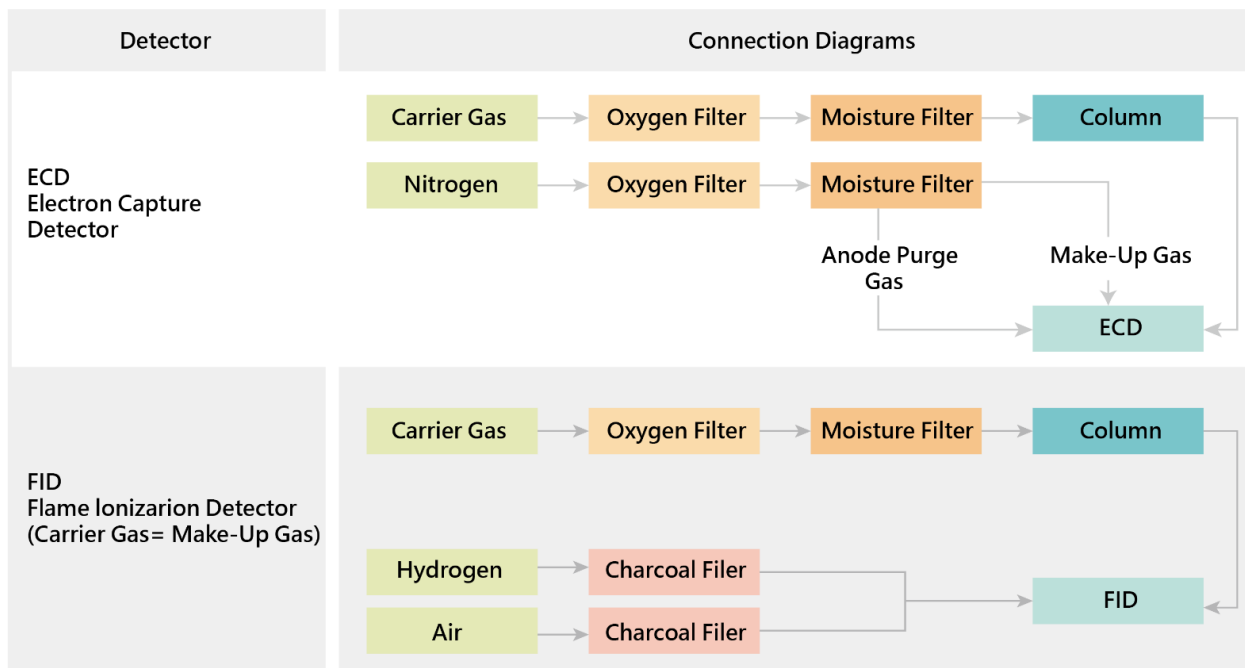 Detector
Connection Diagrams
ECD
Electron Capture
Detector
Carrier Gas
Oxygen Filter
Moisture Filter
Column
Nitrogen
Oxygen Filter
Moisture Filter
Anode Purge
Gas
Make-Up Gas
ECD
FID
Flame Ionizarion Detector
(Carrier Gas= Make-Up Gas)
Carrier Gas
Oxygen Filter
Moisture Filter
Column
Hydrogen
Charcoal Filer
Air
Charcoal Filer
FID